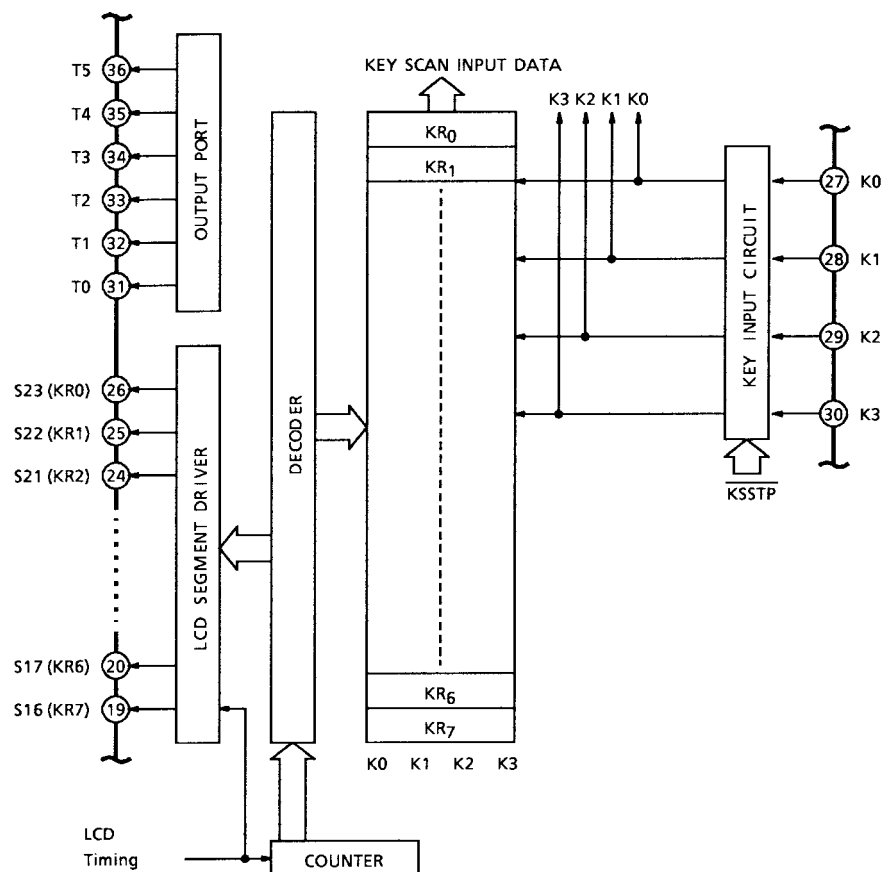 KEY SCAN INPUT DATA
K3 K2 K1 K0
T5 36
T4 35
T3 34
T2 33
T1 32
T0 31
OUTPUT PORT
S23 (KR0) 26
S22 (KR1) 25
S21 (KR2) 24
S17 (KR6) 20
S16 (KR7) 19
LCD SEGMENT DRIVER
DECODER
KR0
KR1
KR6
KR7
K0 K1 K2 K3
KEY INPUT CIRCUIT
27 K0
28 K1
29 K2
30 K3
KSSTP
LCD
Timing
COUNTER